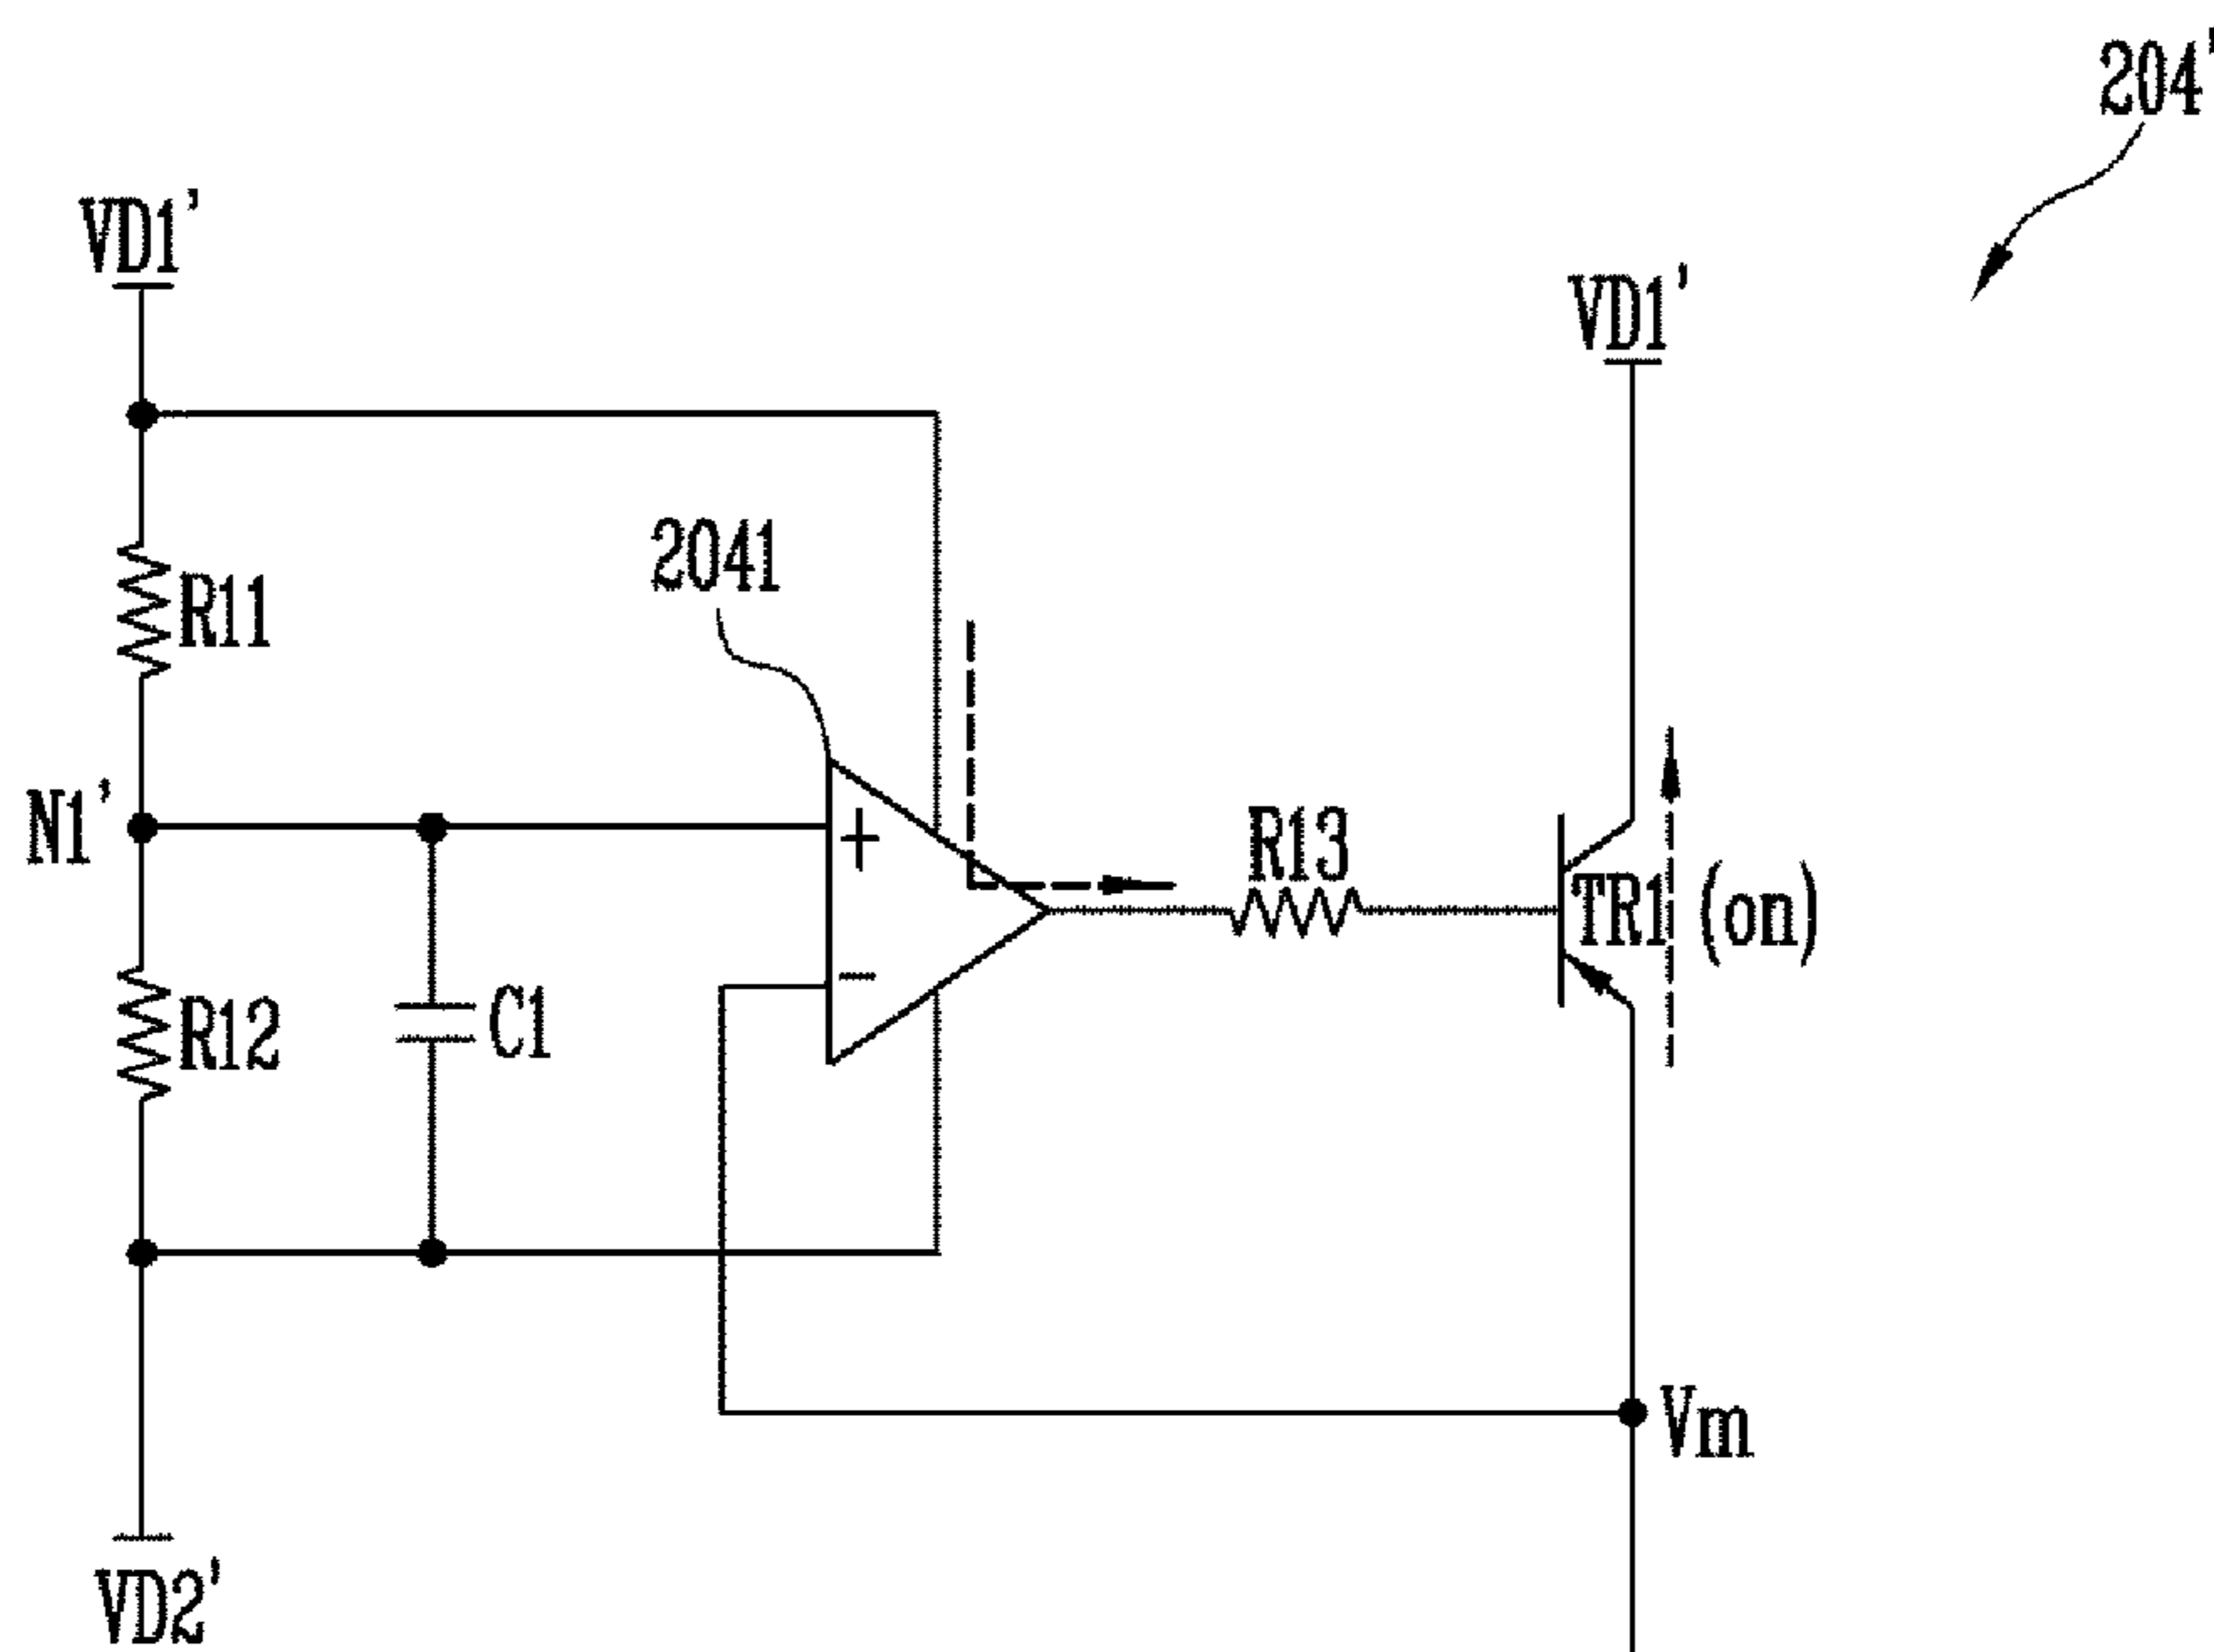 204'
VD1'
VD1'
2041
R11
N1'
+
R13
TR1 (on)
-
R12
C1
Vm
VD2'